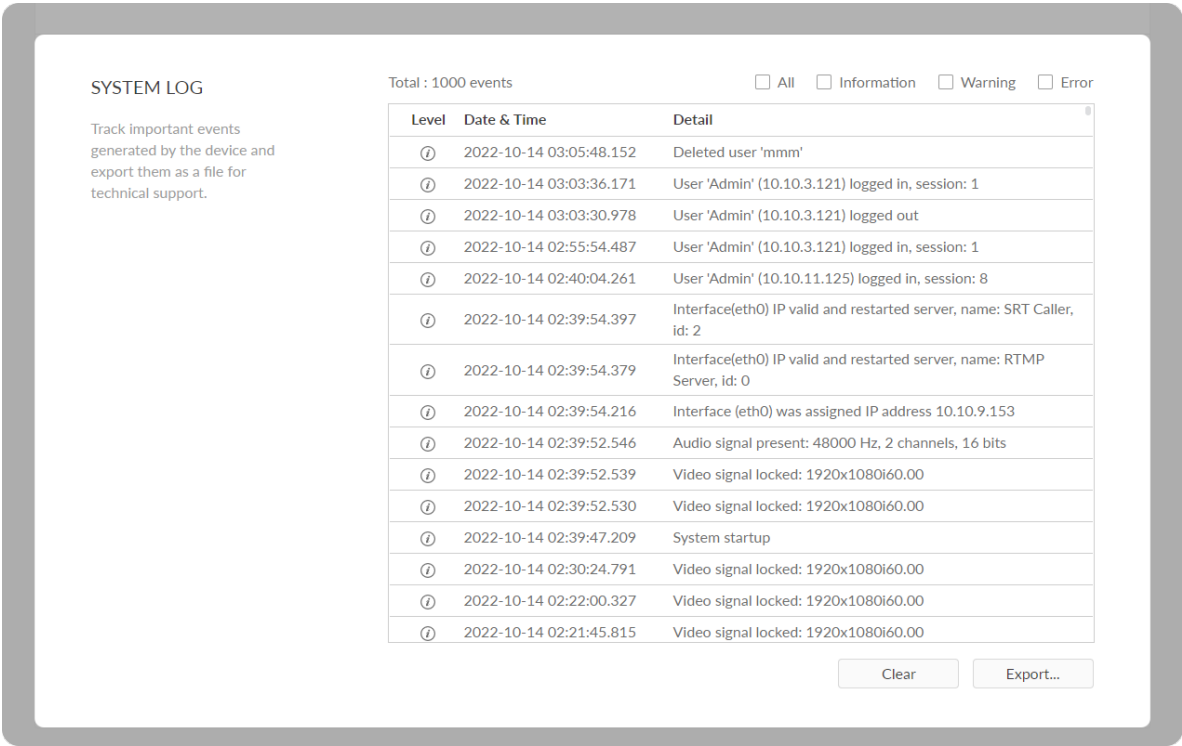 SYSTEM LOG
Track important events
generated by the device and
export them as a file for
technical support.
Total : 1000 events
All Information Warning Error
Level Date & Time Detail
2022-10-14 03:05:48.152 Deleted user 'mmm'
2022-10-14 03:03:36.171 User 'Admin' (10.10.3.121) logged in, session: 1
2022-10-14 03:03:30.978 User 'Admin' (10.10.3.121) logged out
2022-10-14 02:55:54.487 User 'Admin' (10.10.3.121) logged in, session: 1
2022-10-14 02:40:04.261 User 'Admin' (10.10.11.125) logged in, session: 8
2022-10-14 02:39:54.397 Interface(eth0) IP valid and restarted server, name: SRT Caller,
id: 2
2022-10-14 02:39:54.379 Interface(eth0) IP valid and restarted server, name: RTMP
Server, id: 0
2022-10-14 02:39:54.216 Interface (eth0) was assigned IP address 10.10.9.153
2022-10-14 02:39:52.546 Audio signal present: 48000 Hz, 2 channels, 16 bits
2022-10-14 02:39:52.539 Video signal locked: 1920x1080i60.00
2022-10-14 02:39:52.530 Video signal locked: 1920x1080i60.00
2022-10-14 02:39:47.209 System startup
2022-10-14 02:30:24.791 Video signal locked: 1920x1080i60.00
2022-10-14 02:22:00.327 Video signal locked: 1920x1080i60.00
2022-10-14 02:21:45.815 Video signal locked: 1920x1080i60.00
Clear Export...